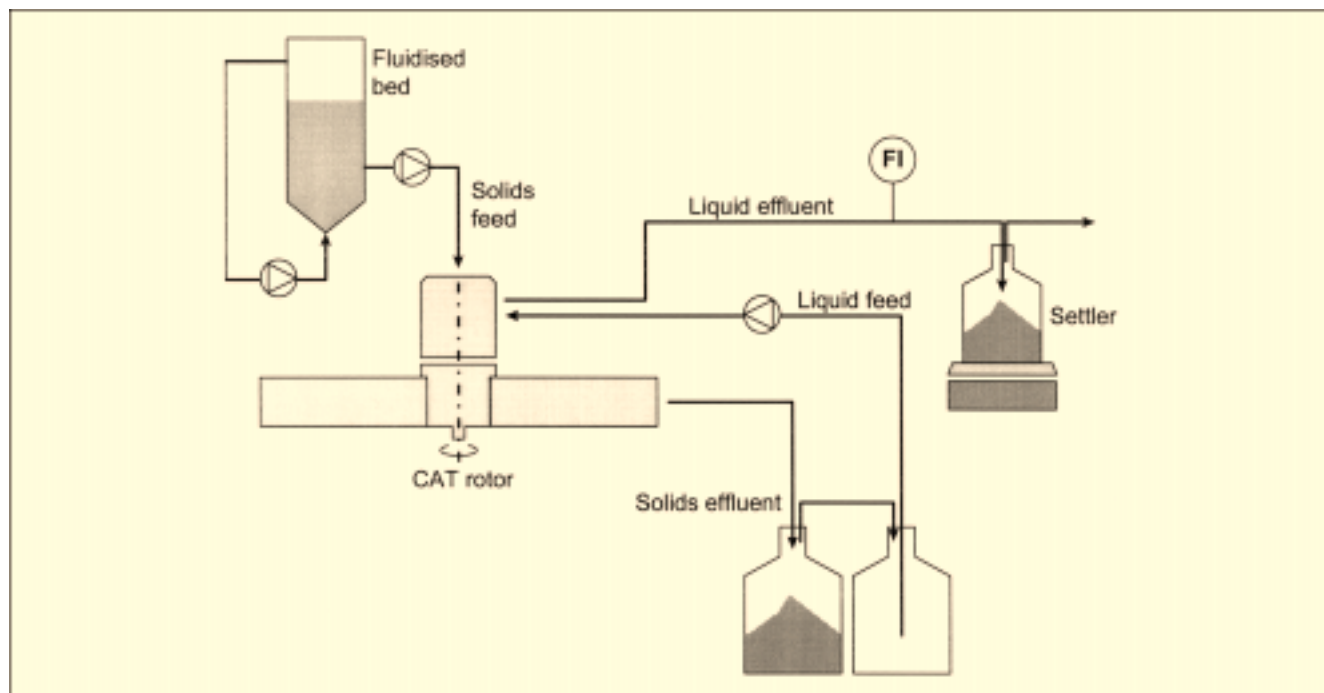 Fluidised
bed
Solids
feed
FI
Liquid effluent
Liquid feed
Settler
CAT rotor
Solids effluent